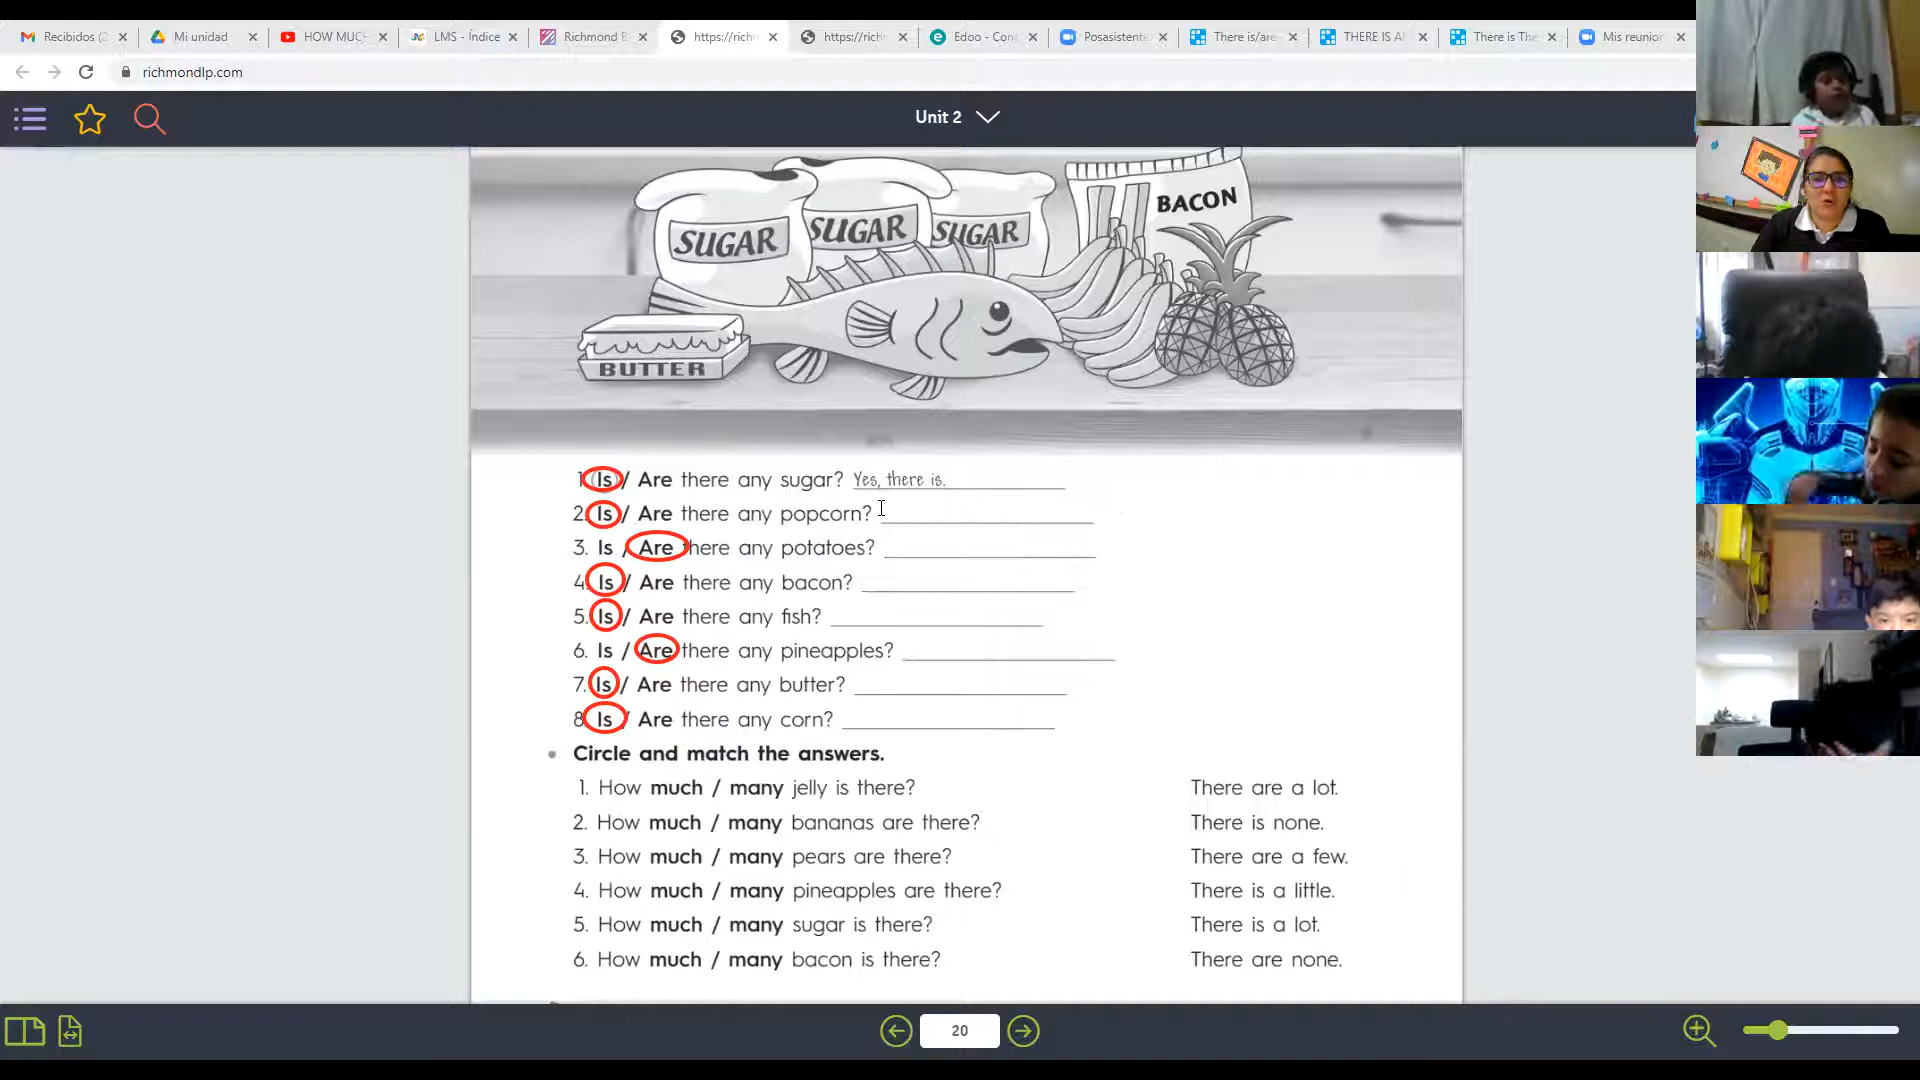 Recibidos (2
Mi unidad
HOW MUCH
LMS - Índice
Richmond B
https://rich
https://rich
Edoo - Con
Posasistente
There is/are
THERE IS A
There is The
Mis reunion
richmondlp.com
Unit 2
SUGAR
SUGAR
SUGAR
BACON
BUTTER
1. Is / Are there any sugar? Yes, there is.
2. Is / Are there any popcorn?
3. Is / Are there any potatoes?
4. Is / Are there any bacon?
5. Is / Are there any fish?
6. Is / Are there any pineapples?
7. Is / Are there any butter?
8. Is / Are there any corn?
• Circle and match the answers.
1. How much / many jelly is there? There are a lot.
2. How much / many bananas are there? There is none.
3. How much / many pears are there? There are a few.
4. How much / many pineapples are there? There is a little.
5. How much / many sugar is there? There is a lot.
6. How much / many bacon is there? There are none.
20